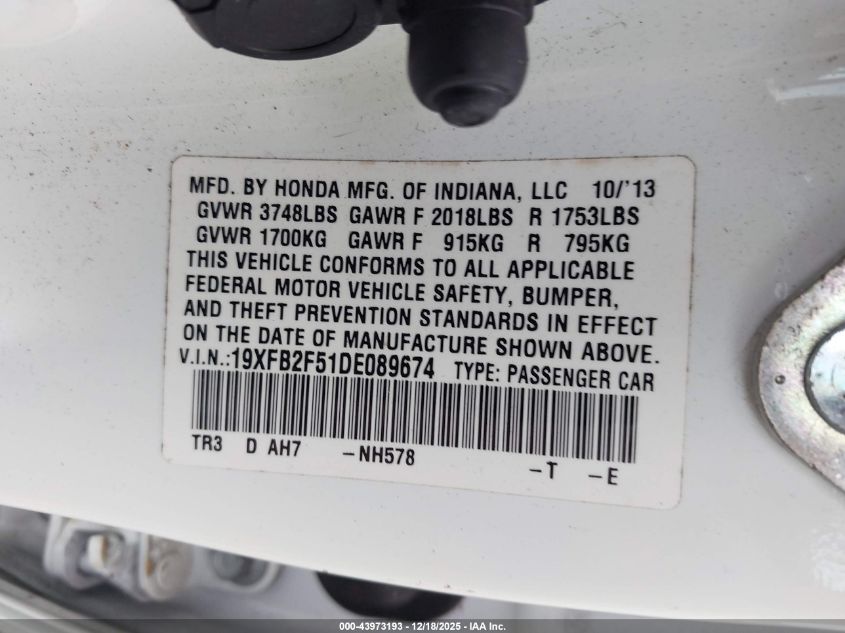 MFD. BY HONDA MFG. OF INDIANA, LLC 10/'13
GVWR 3748LBS GAWR F 2018LBS R 1753LBS
GVWR 1700KG GAWR F 915KG R 795KG
THIS VEHICLE CONFORMS TO ALL APPLICABLE
FEDERAL MOTOR VEHICLE SAFETY, BUMPER,
AND THEFT PREVENTION STANDARDS IN EFFECT
ON THE DATE OF MANUFACTURE SHOWN ABOVE.
V.I.N.:19XFB2F51DE089674 TYPE: PASSENGER CAR
TR3 D AH7 -NH578 -T -E
000-43973193 - 12/18/2025 - IAA Inc.